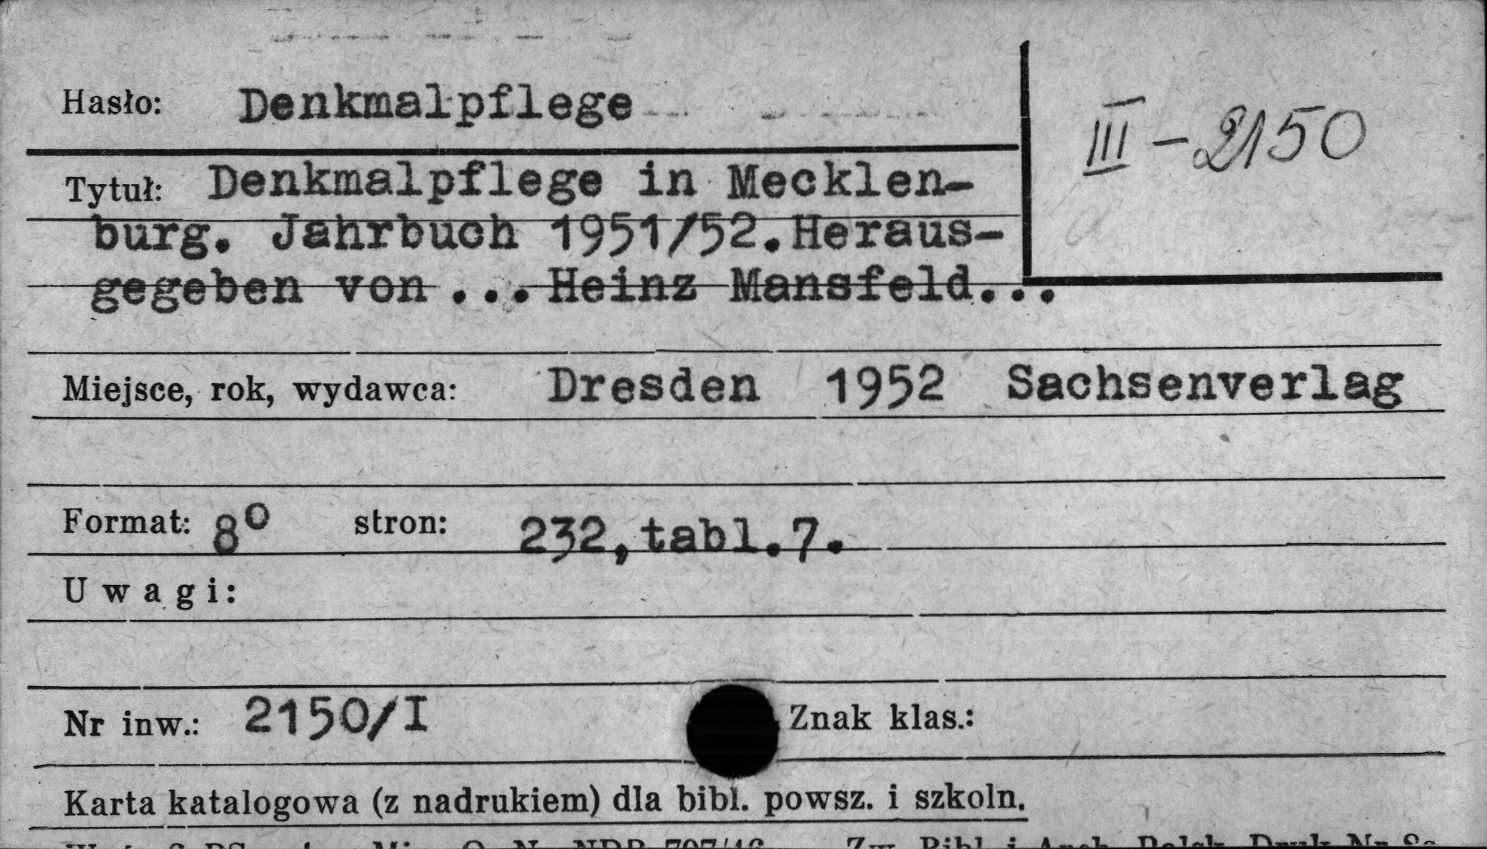 Hasło: Denkmalpflege
III - 2150
Tytuł: Denkmalpflege in Mecklen-
burg. Jahrbuch 1951/52. Heraus-
gegeben von ... Heinz Mansfeld...
Miejsce, rok, wydawca: Dresden 1952 Sachsenverlag
Format: 8° stron: 232, tabl.7.
Uwagi:
Nr inw.: 2150/I Znak klas.:
Karta katalogowa (z nadrukiem) dla bibl. powsz. i szkoln.